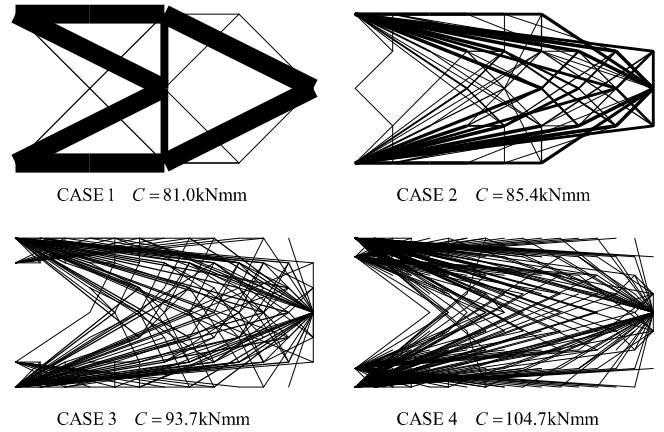 CASE 1 C = 81.0kNmm
CASE 2 C = 85.4kNmm
CASE 3 C = 93.7kNmm
CASE 4 C = 104.7kNmm